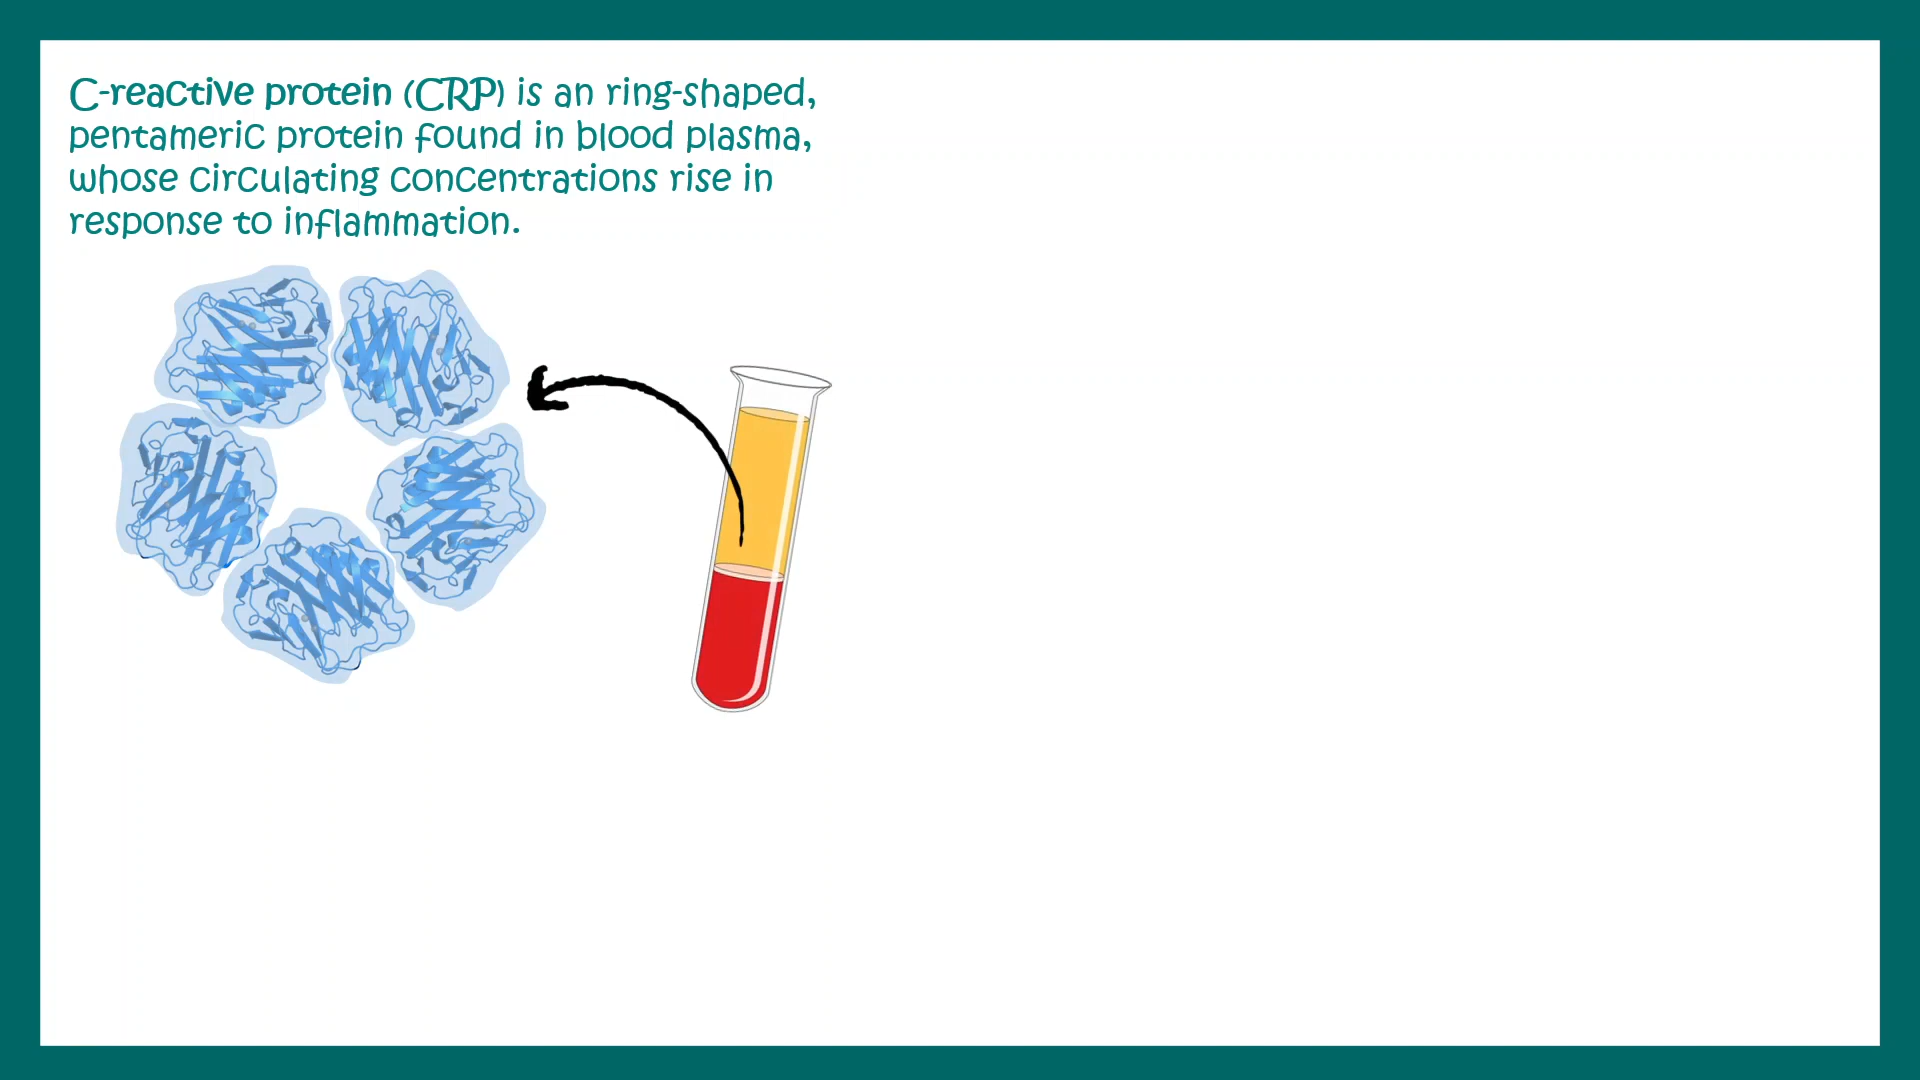 C-reactive protein (CRP) is an ring-shaped,
pentameric protein found in blood plasma,
whose circulating concentrations rise in
response to inflammation.